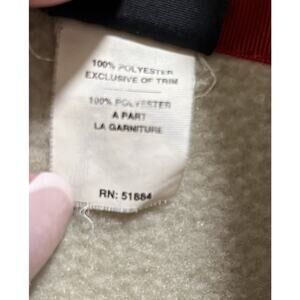 100% POLYESTER
EXCLUSIVE OF TRIM
100% POLYESTER
A PART
LA GARNITURE
RN: 51884